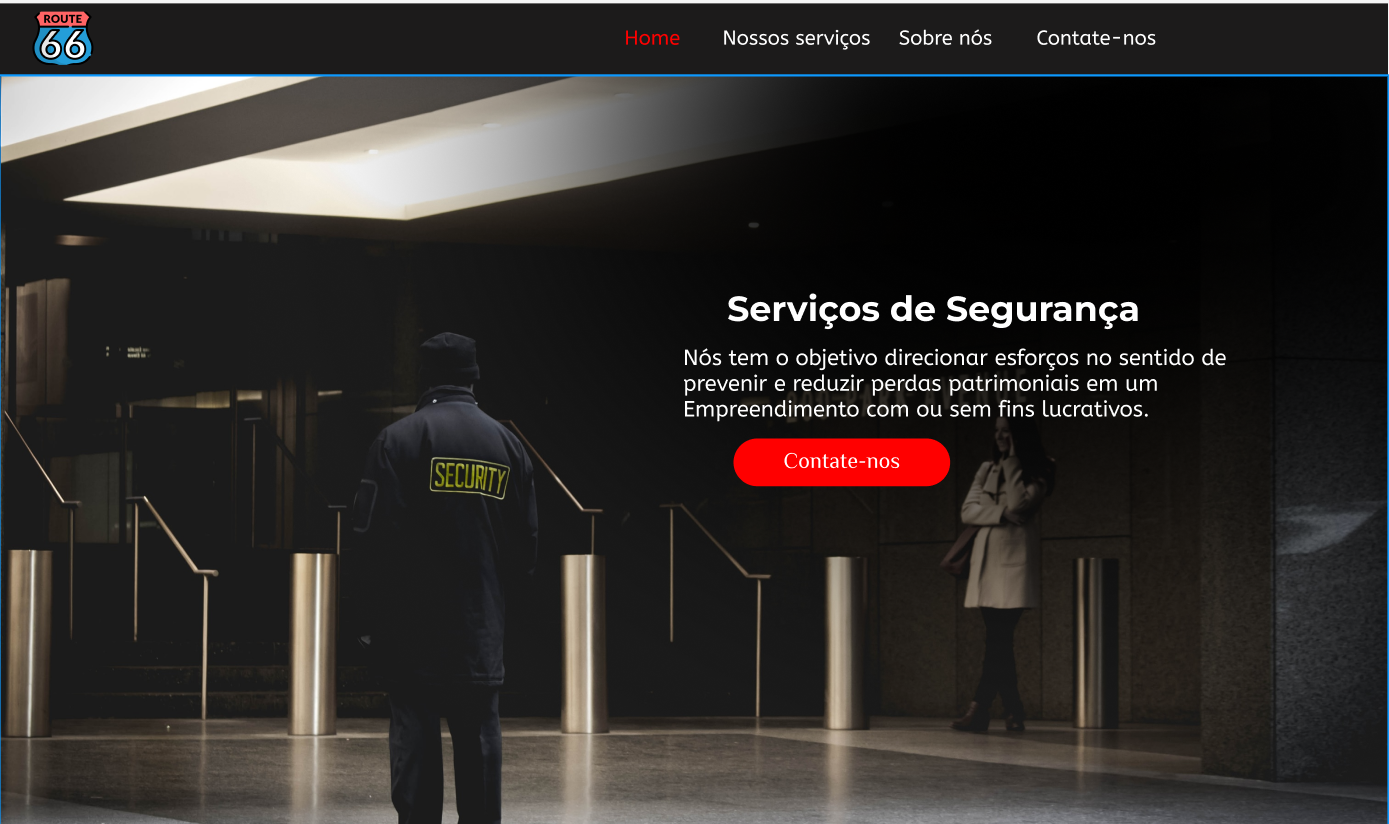 ROUTE
66
Home Nossos serviços Sobre nós Contate-nos
Serviços de Segurança
Nós tem o objetivo direcionar esforços no sentido de
prevenir e reduzir perdas patrimoniais em um
Empreendimento com ou sem fins lucrativos.
Contate-nos
SECURITY